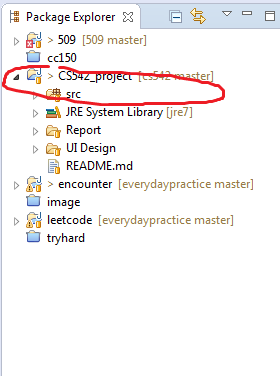 Package Explorer
> 509 [509 master]
cc150
> CS542_project [cs542 master]
src
JRE System Library [jre7]
Report
UI Design
README.md
> encounter [everydaypractice master]
image
> leetcode [everydaypractice master]
tryhard